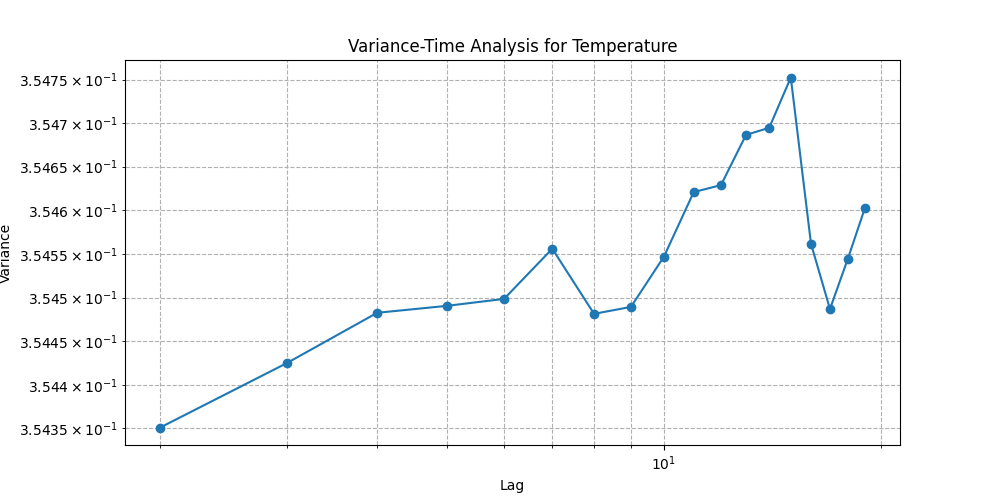 Variance-Time Analysis for Temperature
3.5475 × 10⁻¹
3.547 × 10⁻¹
3.5465 × 10⁻¹
3.546 × 10⁻¹
3.5455 × 10⁻¹
3.545 × 10⁻¹
3.5445 × 10⁻¹
3.544 × 10⁻¹
3.5435 × 10⁻¹
Variance
10¹
Lag